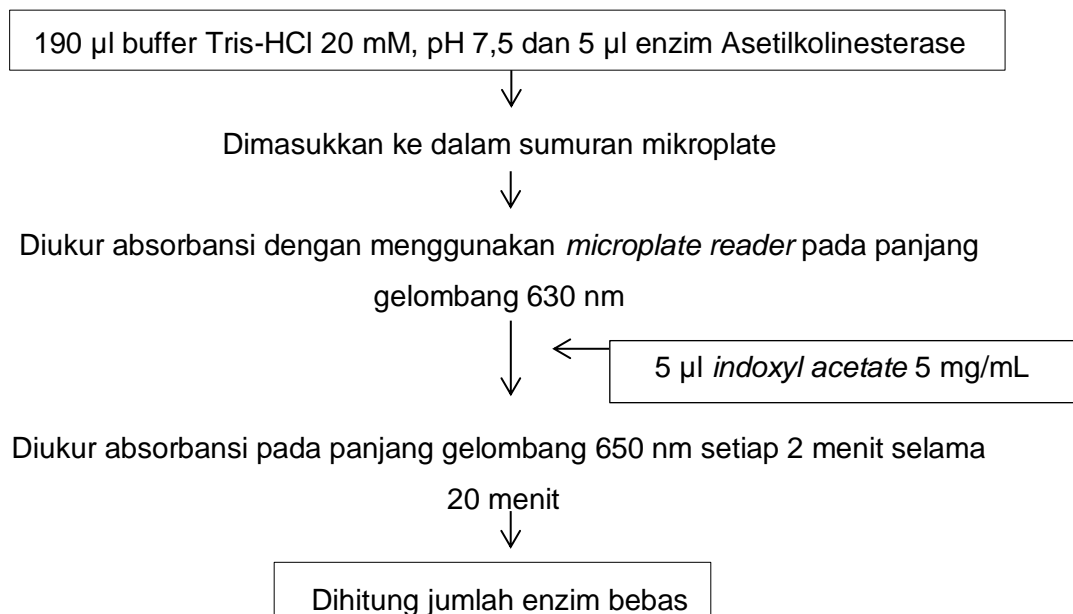 190 µl buffer Tris-HCl 20 mM, pH 7,5 dan 5 µl enzim Asetilkolinesterase
Dimasukkan ke dalam sumuran mikroplate
Diukur absorbansi dengan menggunakan microplate reader pada panjang
gelombang 630 nm
5 µl indoxyl acetate 5 mg/mL
Diukur absorbansi pada panjang gelombang 650 nm setiap 2 menit selama
20 menit
Dihitung jumlah enzim bebas